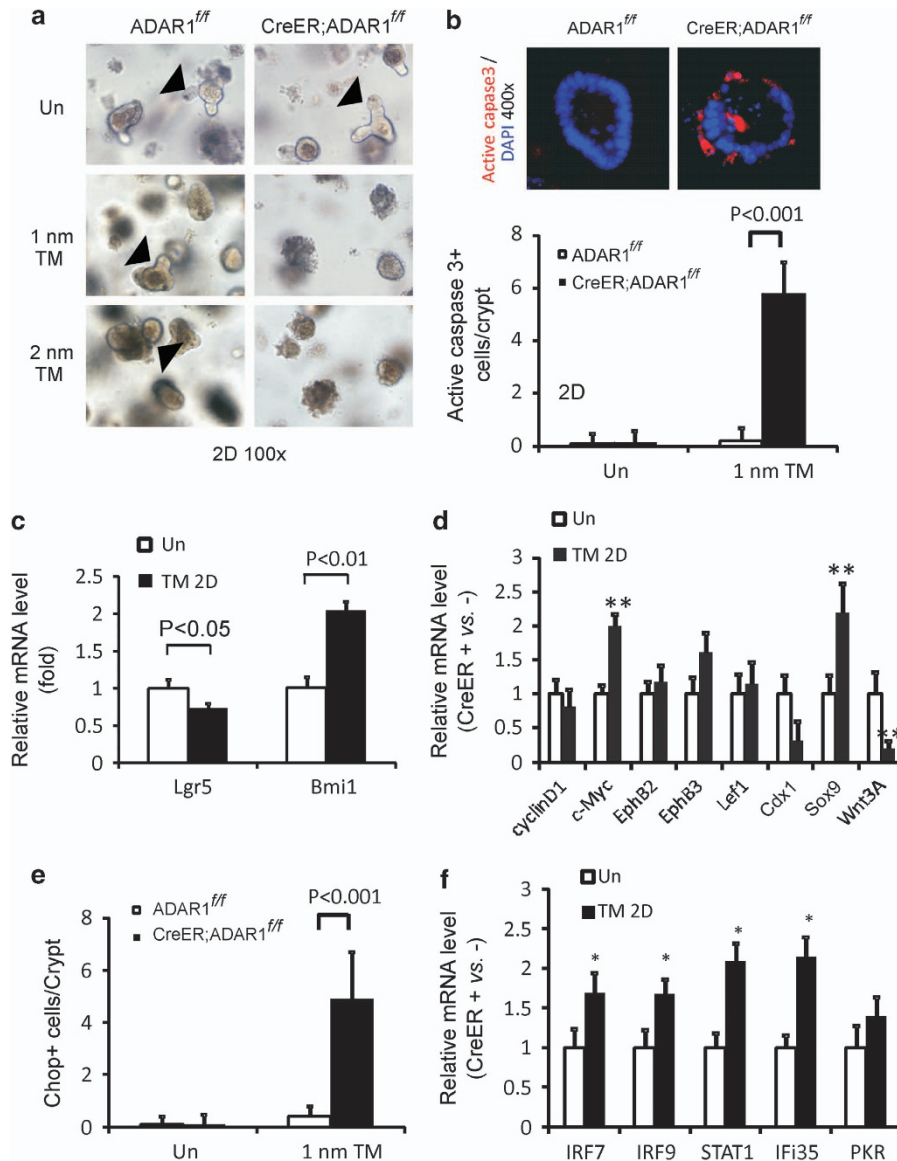 a
ADAR1f/f
CreER;ADAR1f/f
Un
1 nm
TM
2 nm
TM
2D 100x
b
ADAR1f/f
CreER;ADAR1f/f
Active capase3/
DAPI 400x
P<0.001
ADAR1f/f
CreER;ADAR1f/f
Active caspase 3+
cells/crypt
8
6
4
2
0
2D
Un
1 nm TM
c
Un
TM 2D
P<0.01
P<0.05
Relative mRNA level
(fold)
2.5
2
1.5
1
0.5
0
Lgr5
Bmi1
d
Un
TM 2D
Relative mRNA level
(CreER + vs. -)
3
2.5
2
1.5
1
0.5
0
**
**
**
cyclinD1
c-Myc
EphB2
EphB3
Lef1
Cdx1
Sox9
Wnt3A
e
ADAR1f/f
CreER;ADAR1f/f
P<0.001
Chop+ cells/Crypt
8
6
4
2
0
Un
1 nm TM
f
Un
TM 2D
Relative mRNA level
(CreER + vs. -)
3
2.5
2
1.5
1
0.5
0
*
*
*
*
IRF7
IRF9
STAT1
IFi35
PKR